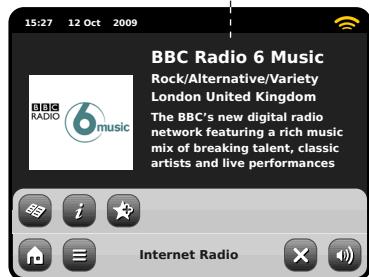 15:27 12 Oct 2009
BBC Radio 6 Music
Rock/Alternative/Variety
London United Kingdom
BBC
RADIO
6
music
The BBC’s new digital radio
network featuring a rich music
mix of breaking talent, classic
artists and live performances
i
Internet Radio